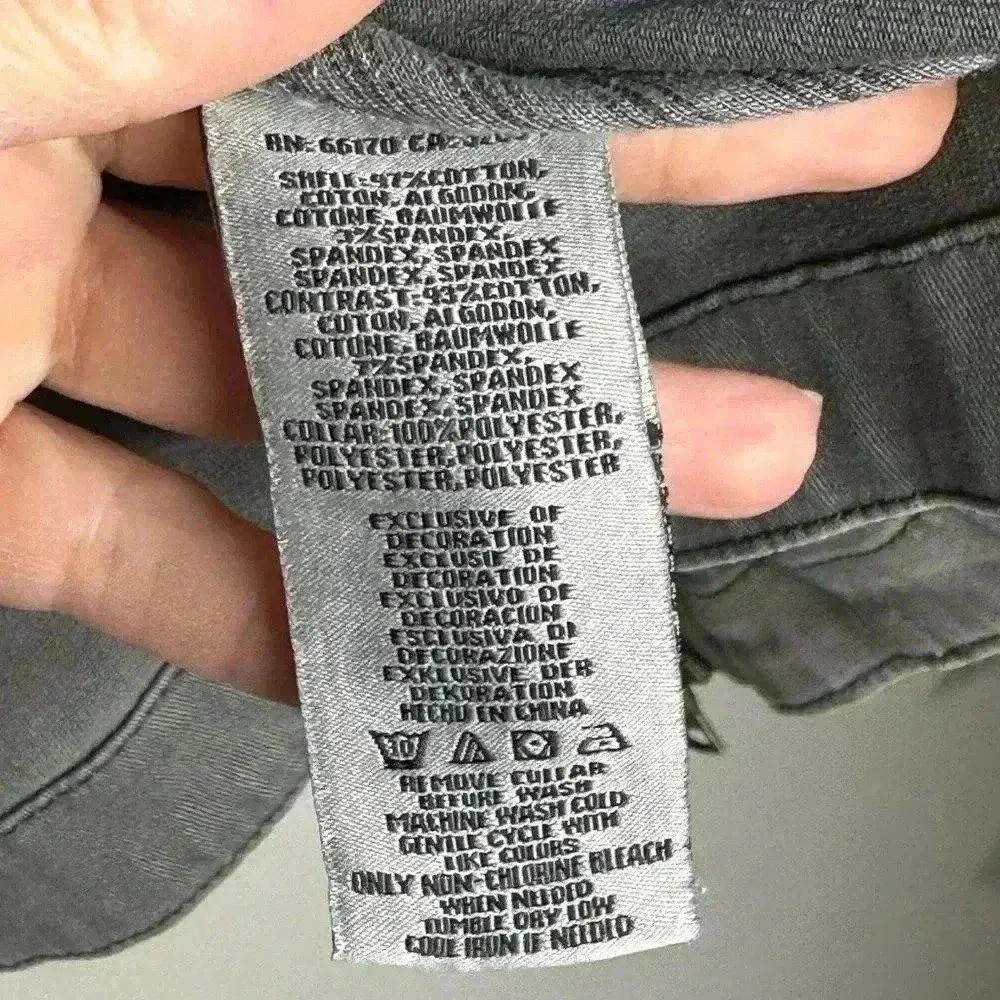 RN: 66170 CA:
SHELL:97%COTTON,
COTON, ALGODON,
COTONE, BAUMWOLLE
3%SPANDEX,
SPANDEX, SPANDEX
SPANDEX, SPANDEX
CONTRAST:93%COTTON,
COTON, ALGODON,
COTONE, BAUMWOLLE
7%SPANDEX,
SPANDEX, SPANDEX
SPANDEX, SPANDEX
COLLAR:100%POLYESTER,
POLYESTER, POLYESTER,
POLYESTER, POLYESTER
EXCLUSIVE OF
DECORATION
EXCLUSIF DE
DECORATION
EXCLUSIVO DE
DECORACION
ESCLUSIVA DI
DECORAZIONE
EXKLUSIVE DER
DEKORATION
HECHO EN CHINA
30
REMOVE COLLAR
BEFORE WASH
MACHINE WASH COLD
GENTLE CYCLE WITH
LIKE COLORS
ONLY NON-CHLORINE BLEACH
WHEN NEEDED
TUMBLE DRY LOW
COOL IRON IF NEEDED